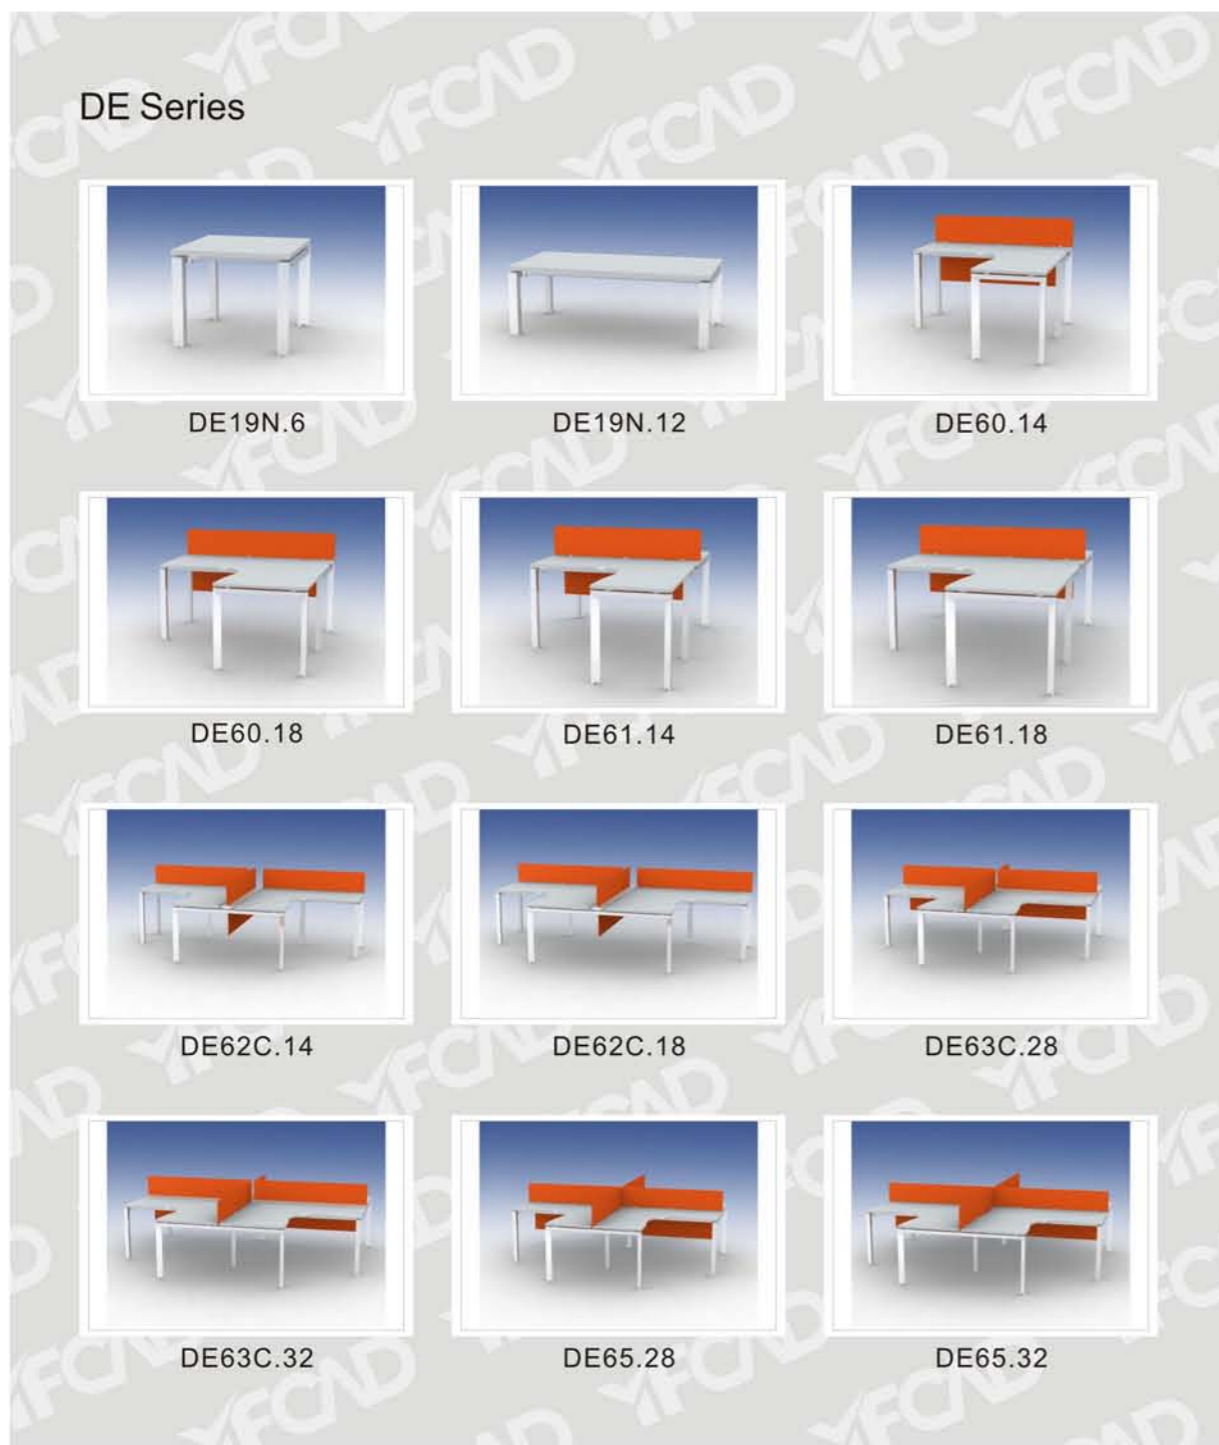 DE Series
DE19N.6 DE19N.12 DE60.14
DE60.18 DE61.14 DE61.18
DE62C.14 DE62C.18 DE63C.28
DE63C.32 DE65.28 DE65.32
YFCAD